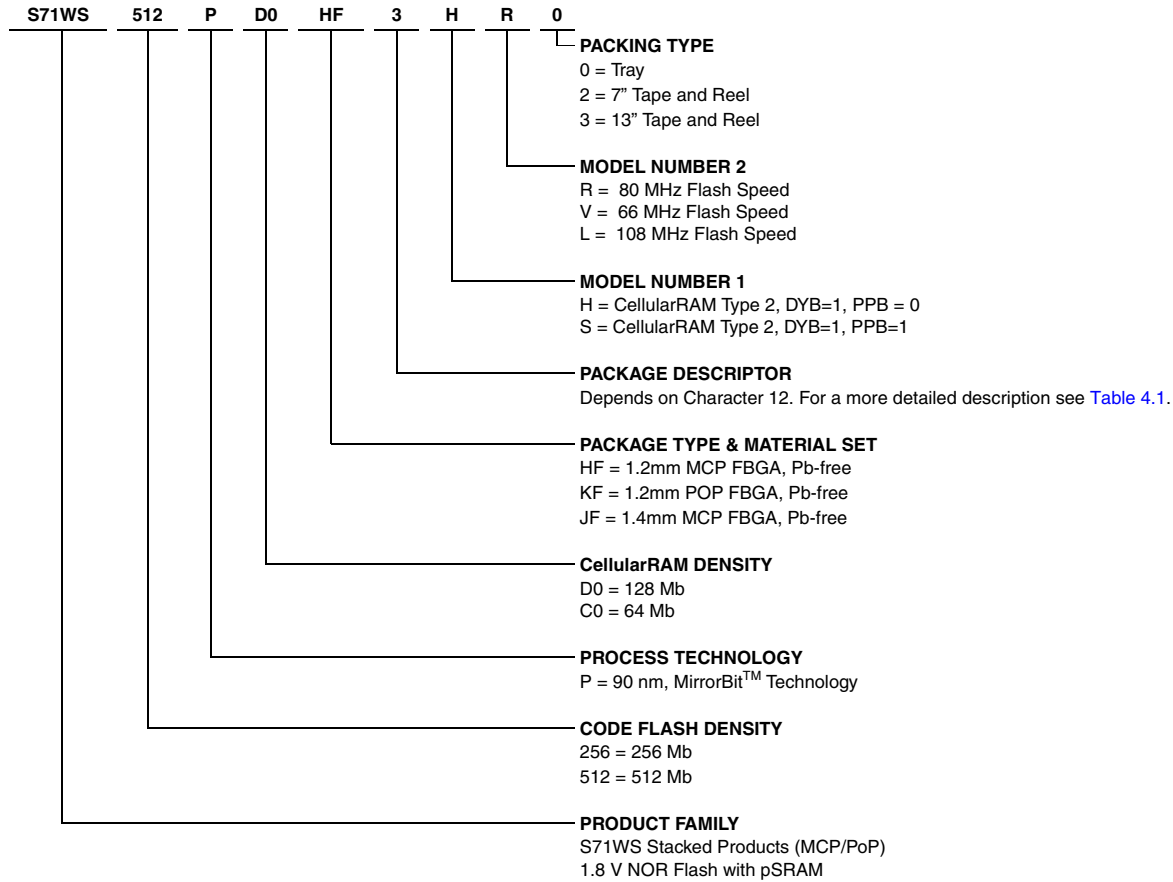 S71WS 512 P D0 HF 3 H R 0
PACKING TYPE
0 = Tray
2 = 7” Tape and Reel
3 = 13” Tape and Reel
MODEL NUMBER 2
R = 80 MHz Flash Speed
V = 66 MHz Flash Speed
L = 108 MHz Flash Speed
MODEL NUMBER 1
H = CellularRAM Type 2, DYB=1, PPB = 0
S = CellularRAM Type 2, DYB=1, PPB=1
PACKAGE DESCRIPTOR
Depends on Character 12. For a more detailed description see Table 4.1.
PACKAGE TYPE & MATERIAL SET
HF = 1.2mm MCP FBGA, Pb-free
KF = 1.2mm POP FBGA, Pb-free
JF = 1.4mm MCP FBGA, Pb-free
CellularRAM DENSITY
D0 = 128 Mb
C0 = 64 Mb
PROCESS TECHNOLOGY
P = 90 nm, MirrorBit™ Technology
CODE FLASH DENSITY
256 = 256 Mb
512 = 512 Mb
PRODUCT FAMILY
S71WS Stacked Products (MCP/PoP)
1.8 V NOR Flash with pSRAM